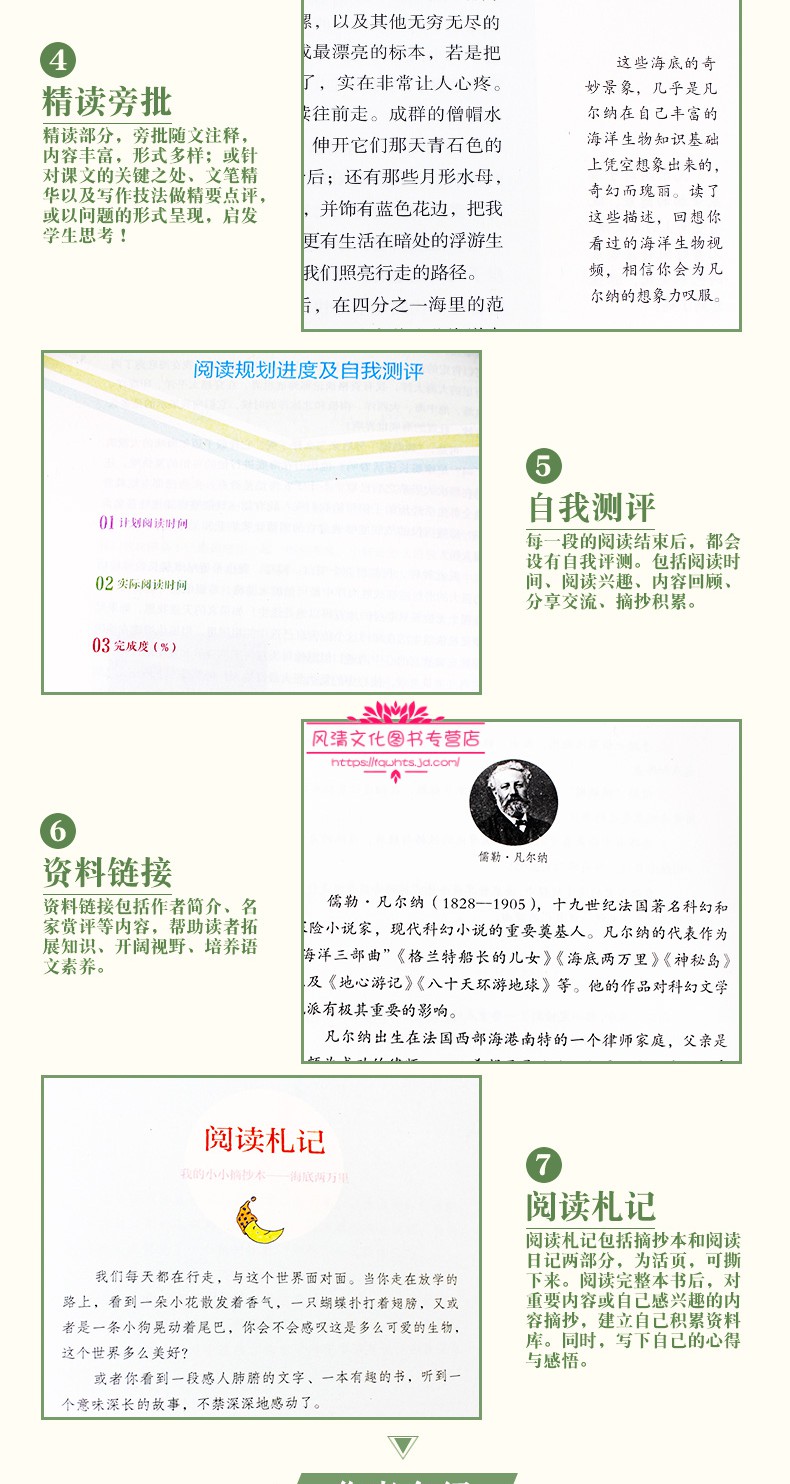 4
精读旁批
精读部分，旁批随文注释，
内容丰富，形式多样；或针
对课文的关键之处、文笔精
华以及写作技法做精要点评，
或以问题的形式呈现，启发
学生思考！
，以及其他无穷无尽的
最漂亮的标本，若是把
了，实在非常让人心疼。
往前走。成群的僧帽水
伸开它们那天青石色的
后；还有那些月形水母，
，并饰有蓝色花边，把我
更有生活在暗处的浮游生
我们照亮行走的路径。
，在四分之一海里的范
这些海底的奇
妙景象，几乎是凡
尔纳在自己丰富的
海洋生物知识基础
上凭空想象出来的，
奇幻而瑰丽。读了
这些描述，回想你
看过的海洋生物视
频，相信你会为凡
尔纳的想象力叹服。
阅读规划进度及自我测评
01 计划阅读时间
02 实际阅读时间
03 完成度（%）
5
自我测评
每一段的阅读结束后，都会
设有自我评测。包括阅读时
间、阅读兴趣、内容回顾、
分享交流、摘抄积累。
风清文化图书专营店
https://fqwhts.jd.com/
6
资料链接
资料链接包括作者简介、名
家赏评等内容，帮助读者拓
展知识、开阔视野、培养语
文素养。
儒勒·凡尔纳
儒勒·凡尔纳（1828—1905），十九世纪法国著名科幻和
险小说家，现代科幻小说的重要奠基人。凡尔纳的代表作为
海洋三部曲”《格兰特船长的儿女》《海底两万里》《神秘岛》
及《地心游记》《八十天环游地球》等。他的作品对科幻文学
派有极其重要的影响。
凡尔纳出生在法国西部海港南特的一个律师家庭，父亲是
阅读札记
我的小小摘抄本——海底两万里
我们每天都在行走，与这个世界面对面。当你走在放学的
路上，看到一朵小花散发着香气，一只蝴蝶扑打着翅膀，又或
者是一条小狗晃动着尾巴，你会不会感叹这是多么可爱的生物，
这个世界多么美好？
或者你看到一段感人肺腑的文字、一本有趣的书，听到一
个意味深长的故事，不禁深深地感动了。
7
阅读札记
阅读札记包括摘抄本和阅读
日记两部分，为活页，可撕
下来。阅读完整本书后，对
重要内容或自己感兴趣的内
容摘抄，建立自己积累资料
库。同时，写下自己的心得
与感悟。